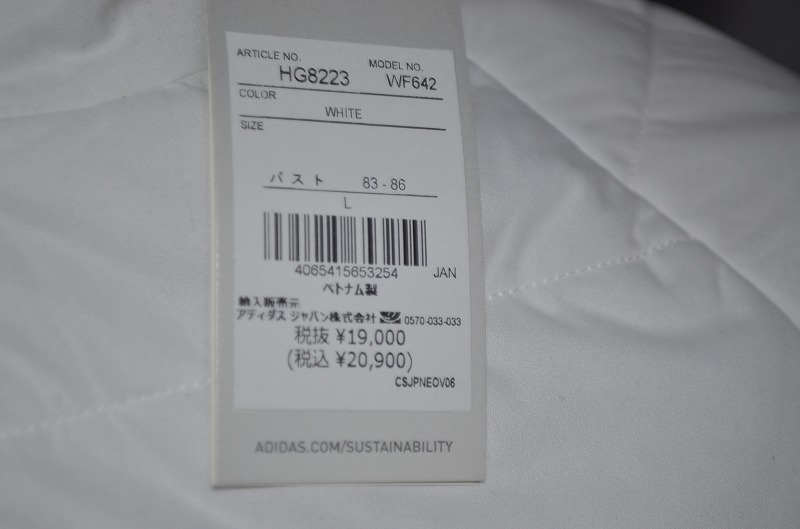 ARTICLE NO. MODEL NO.
HG8223 WF642
COLOR
WHITE
SIZE
バスト 83 - 86
L
4065415653254 JAN
ベトナム製
輸入販売元
アディダス ジャパン株式会社 0570-033-033
税抜 ¥19,000
(税込 ¥20,900)
CSJPNEOV06
ADIDAS.COM/SUSTAINABILITY